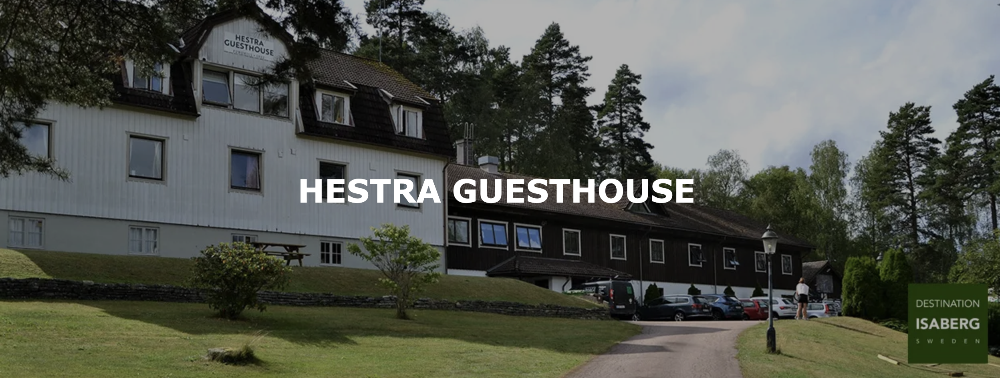 HESTRA
GUESTHOUSE
HESTRA GUESTHOUSE
DESTINATION
ISABERG
SWEDEN